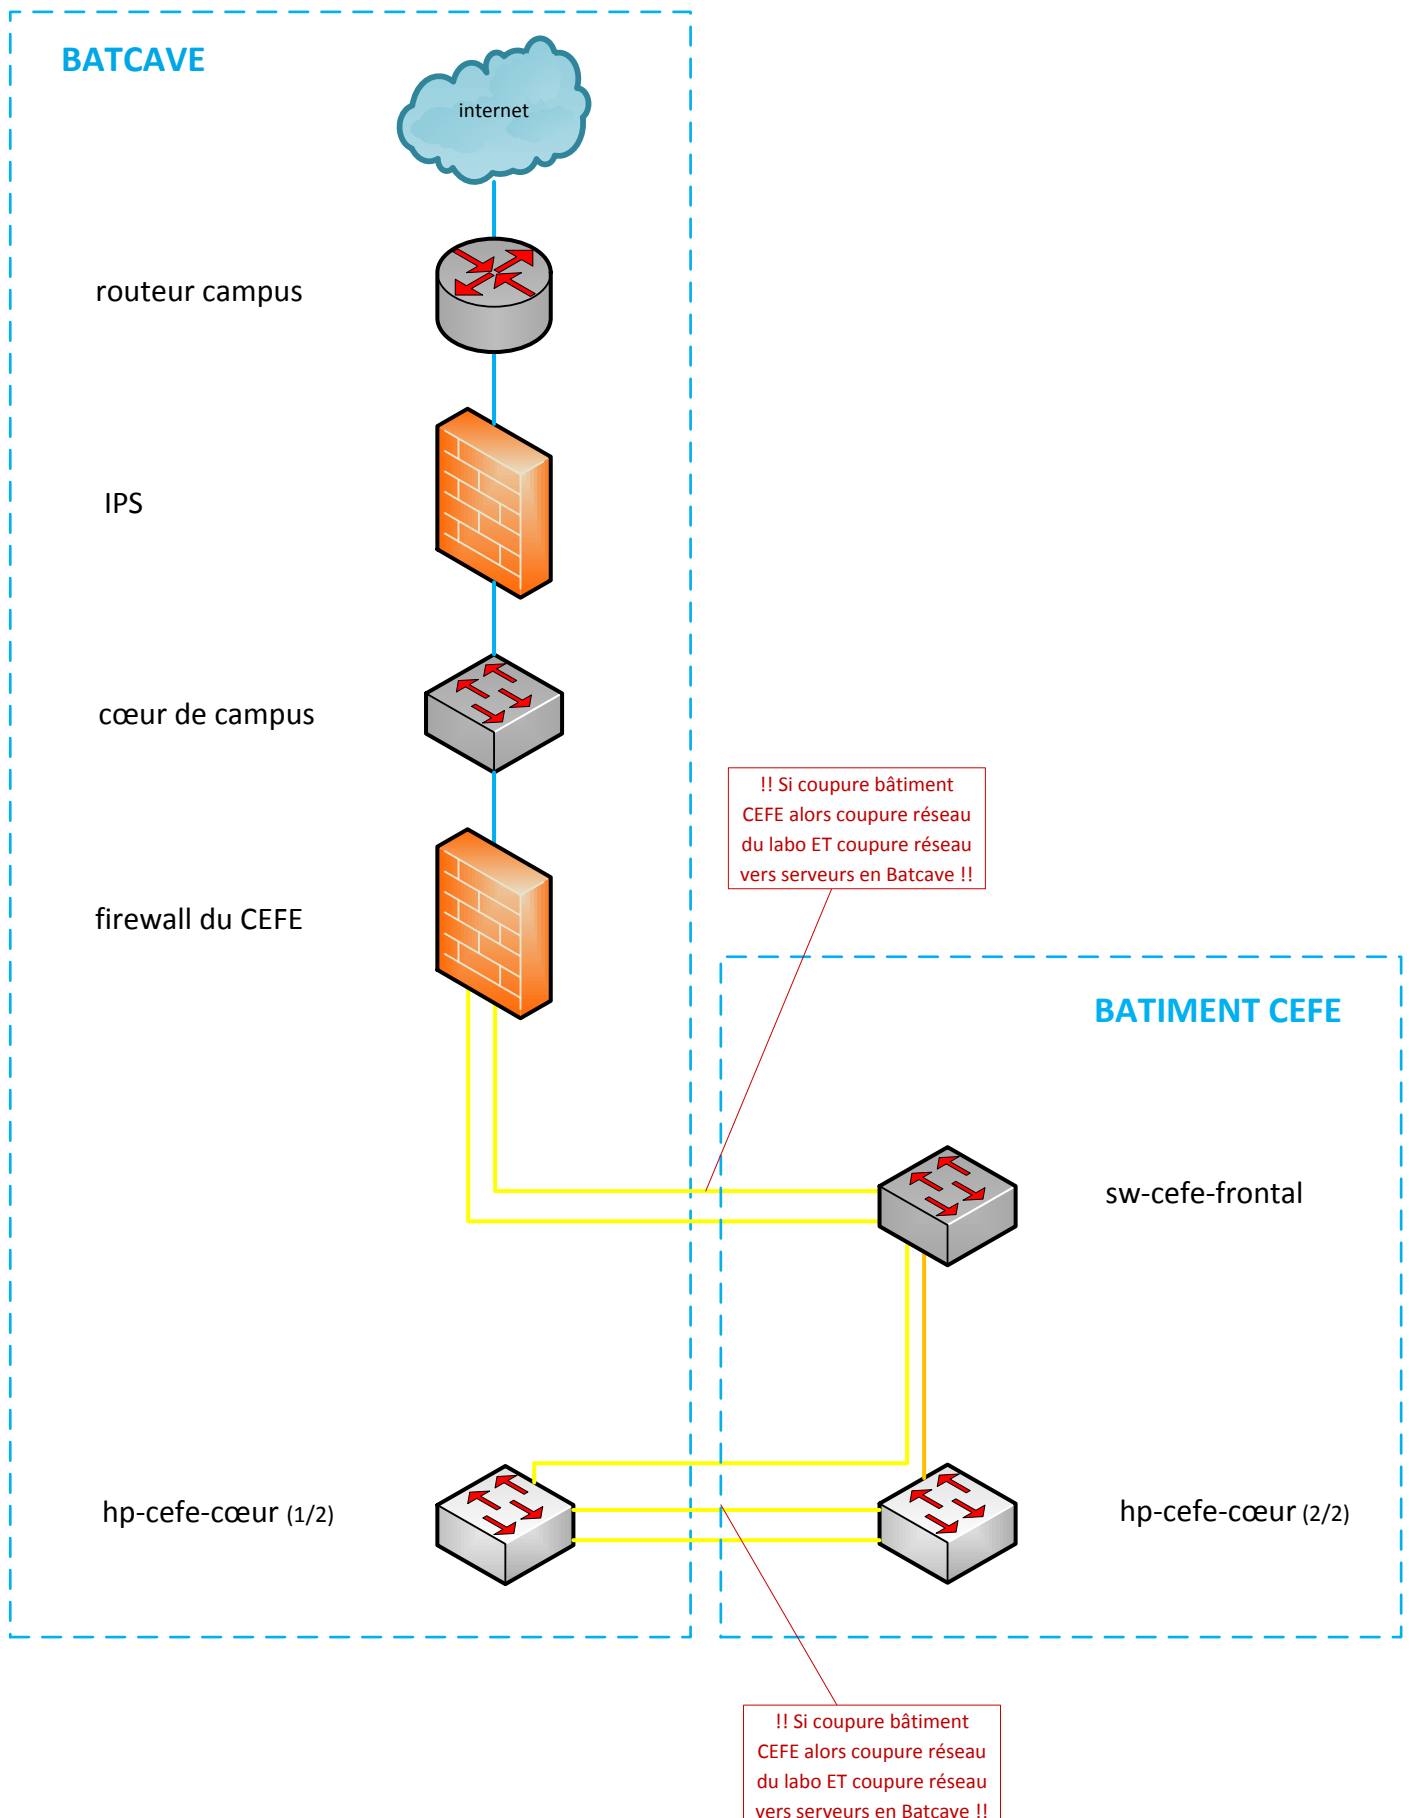 BATCAVE
internet
routeur campus
IPS
cœur de campus
!! Si coupure bâtiment
CEFE alors coupure réseau
du labo ET coupure réseau
vers serveurs en Batcave !!
firewall du CEFE
BATIMENT CEFE
sw-cefe-frontal
hp-cefe-cœur (1/2)
hp-cefe-cœur (2/2)
!! Si coupure bâtiment
CEFE alors coupure réseau
du labo ET coupure réseau
vers serveurs en Batcave !!